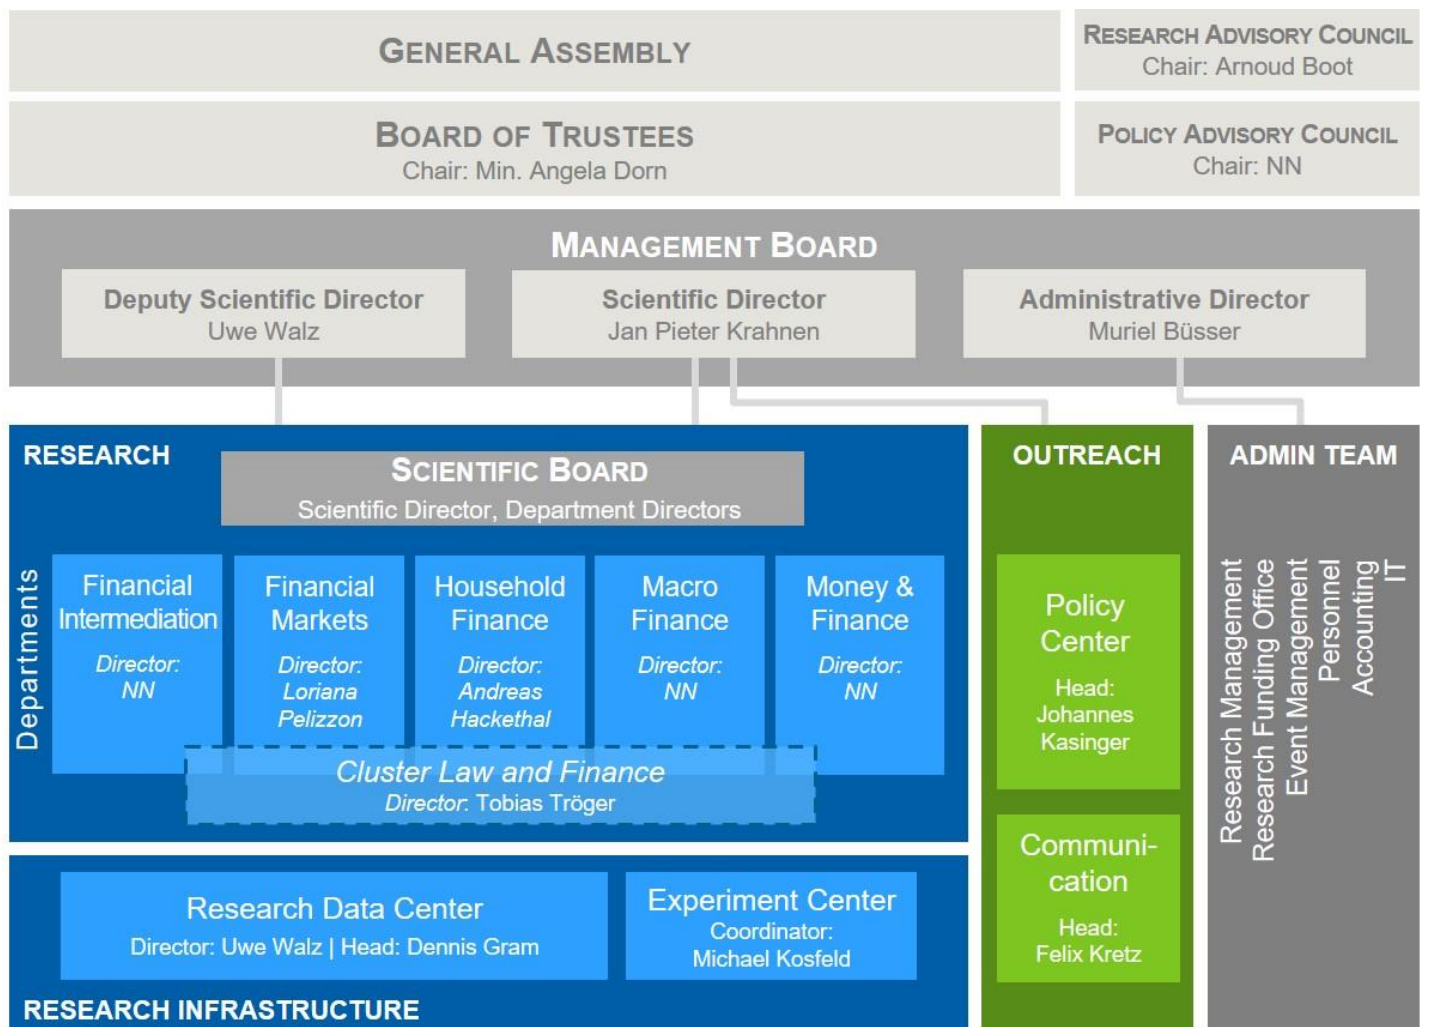 GENERAL ASSEMBLY
RESEARCH ADVISORY COUNCIL
Chair: Arnoud Boot
BOARD OF TRUSTEES
Chair: Min. Angela Dorn
POLICY ADVISORY COUNCIL
Chair: NN
MANAGEMENT BOARD
Deputy Scientific Director
Uwe Walz
Scientific Director
Jan Pieter Krahnen
Administrative Director
Muriel Büsser
RESEARCH
SCIENTIFIC BOARD
Scientific Director, Department Directors
Departments
Financial
Intermediation
Director:
NN
Financial
Markets
Director:
Loriana
Pelizzon
Household
Finance
Director:
Andreas
Hackethal
Macro
Finance
Director:
NN
Money &
Finance
Director:
NN
Cluster Law and Finance
Director: Tobias Tröger
Research Data Center
Director: Uwe Walz | Head: Dennis Gram
Experiment Center
Coordinator:
Michael Kosfeld
RESEARCH INFRASTRUCTURE
OUTREACH
Policy
Center
Head:
Johannes
Kasinger
Communi-
cation
Head:
Felix Kretz
ADMIN TEAM
Research Management
Research Funding Office
Event Management
Personnel
Accounting
IT